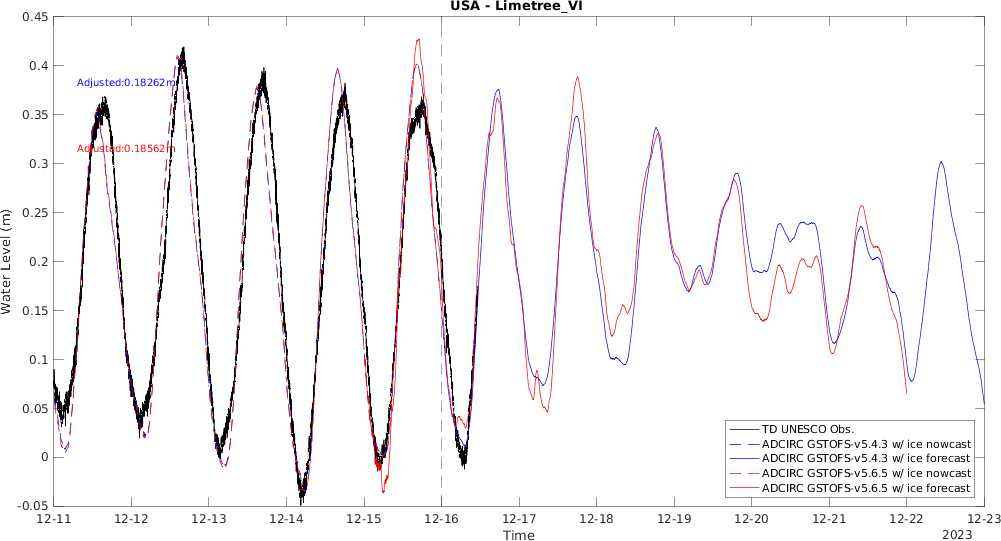 USA - Limetree_VI
0.45
0.4
0.35
0.3
0.25
0.2
0.15
0.1
0.05
0
-0.05
Water Level (m)
Adjusted:0.18262m
Adjusted:0.18562m
TD UNESCO Obs.
ADCIRC GSTOFS-v5.4.3 w/ ice nowcast
ADCIRC GSTOFS-v5.4.3 w/ ice forecast
ADCIRC GSTOFS-v5.6.5 w/ ice nowcast
ADCIRC GSTOFS-v5.6.5 w/ ice forecast
12-11 12-12 12-13 12-14 12-15 12-16 12-17 12-18 12-19 12-20 12-21 12-22 12-23
Time
2023